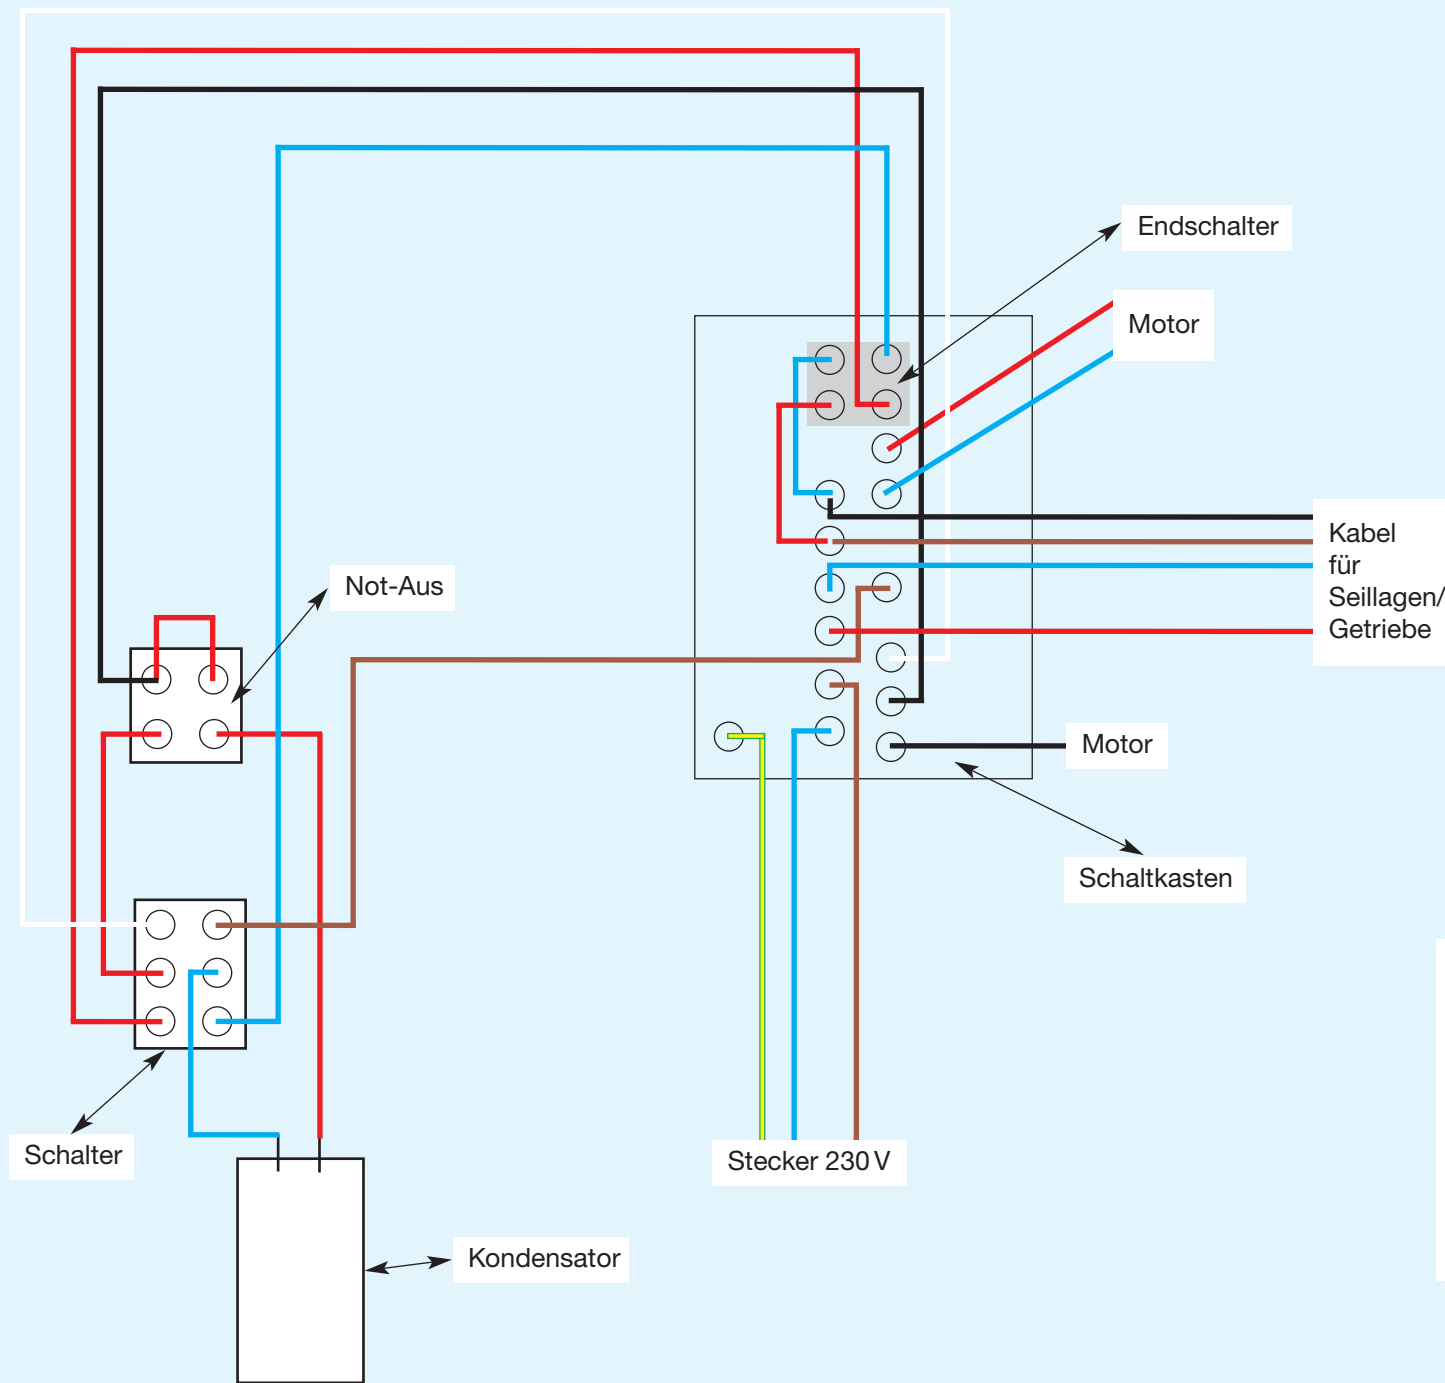 Endschalter
Motor
Kabel
für
Seillagen/
Getriebe
Not-Aus
Motor
Schaltkasten
Schalter
Stecker 230 V
Kondensator